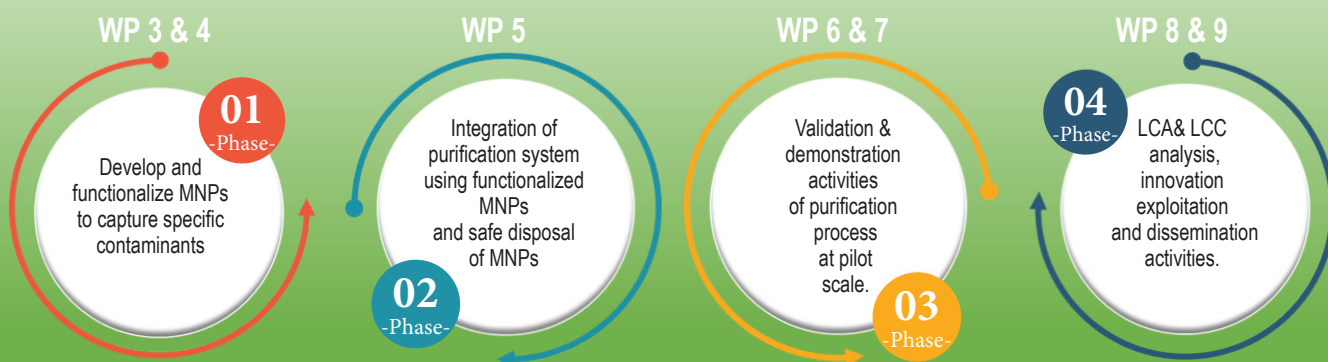 WP 3 & 4
01
-Phase-
Develop and
functionalize MNPs
to capture specific
contaminants
WP 5
Integration of
purification system
using functionalized
MNPs
and safe disposal
of MNPs
02
-Phase-
WP 6 & 7
Validation &
demonstration
activities
of purification
process
at pilot
scale.
03
-Phase-
WP 8 & 9
04
-Phase-
LCA& LCC
analysis,
innovation
exploitation
and dissemination
activities.